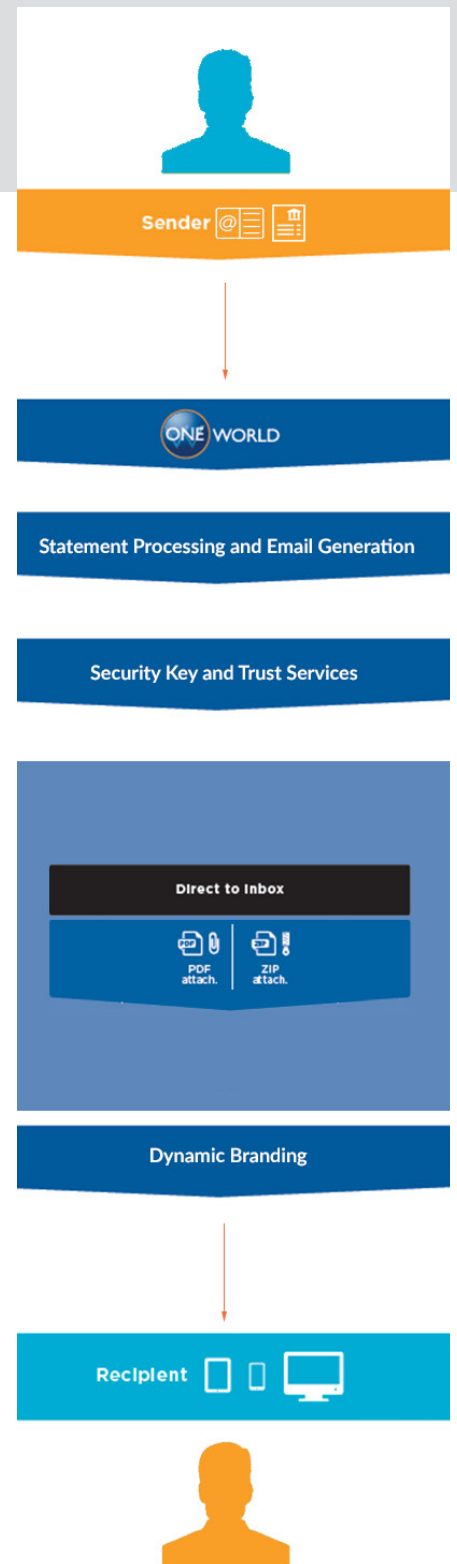 Sender @
ONE WORLD
Statement Processing and Email Generation
Security Key and Trust Services
Direct to Inbox
PDF ZIP
PDF ZIP
attach. attach.
Dynamic Branding
Recipient